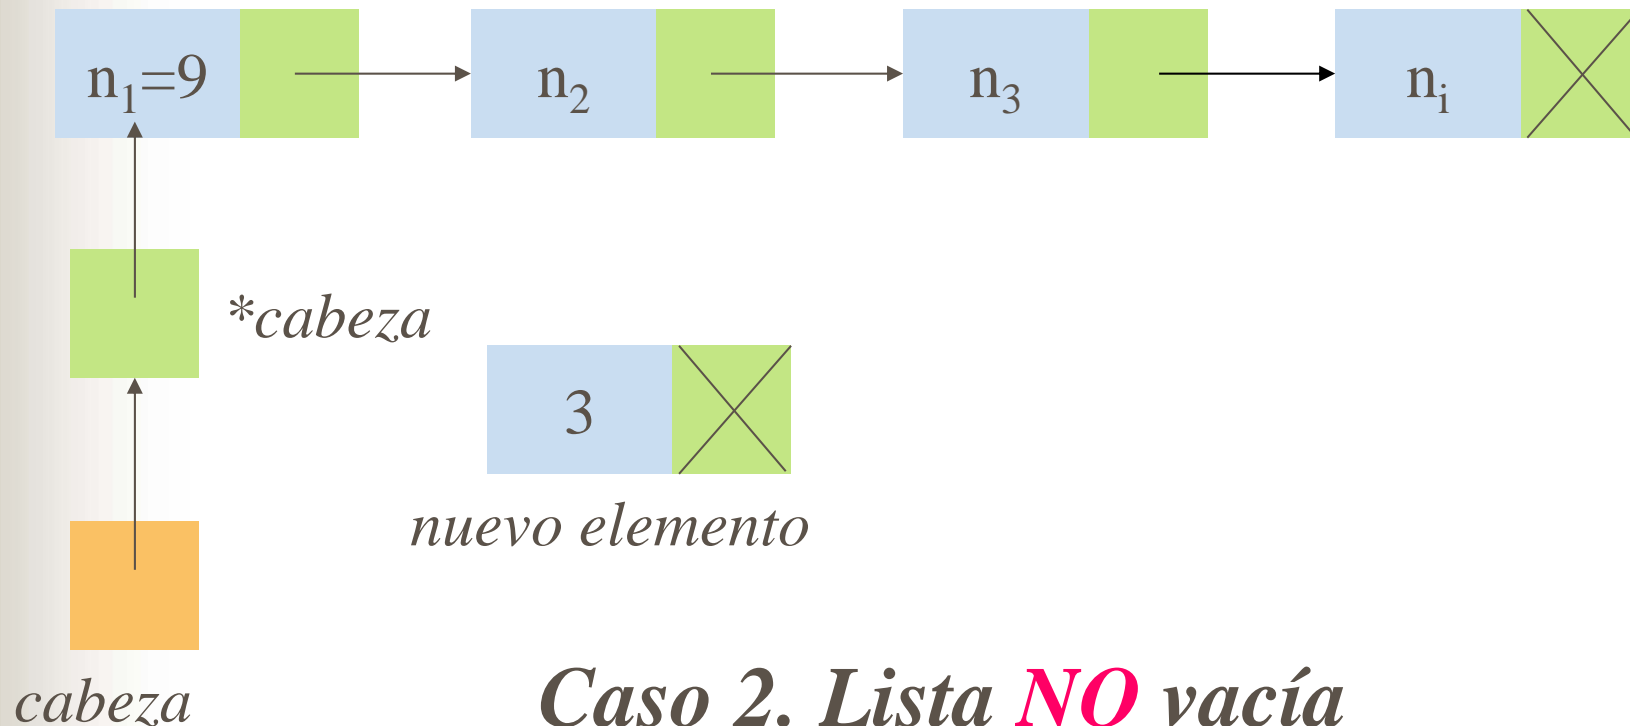 n₁=9 n₂ n₃ nᵢ
*cabeza
3
nuevo elemento
cabeza
Caso 2. Lista NO vacía